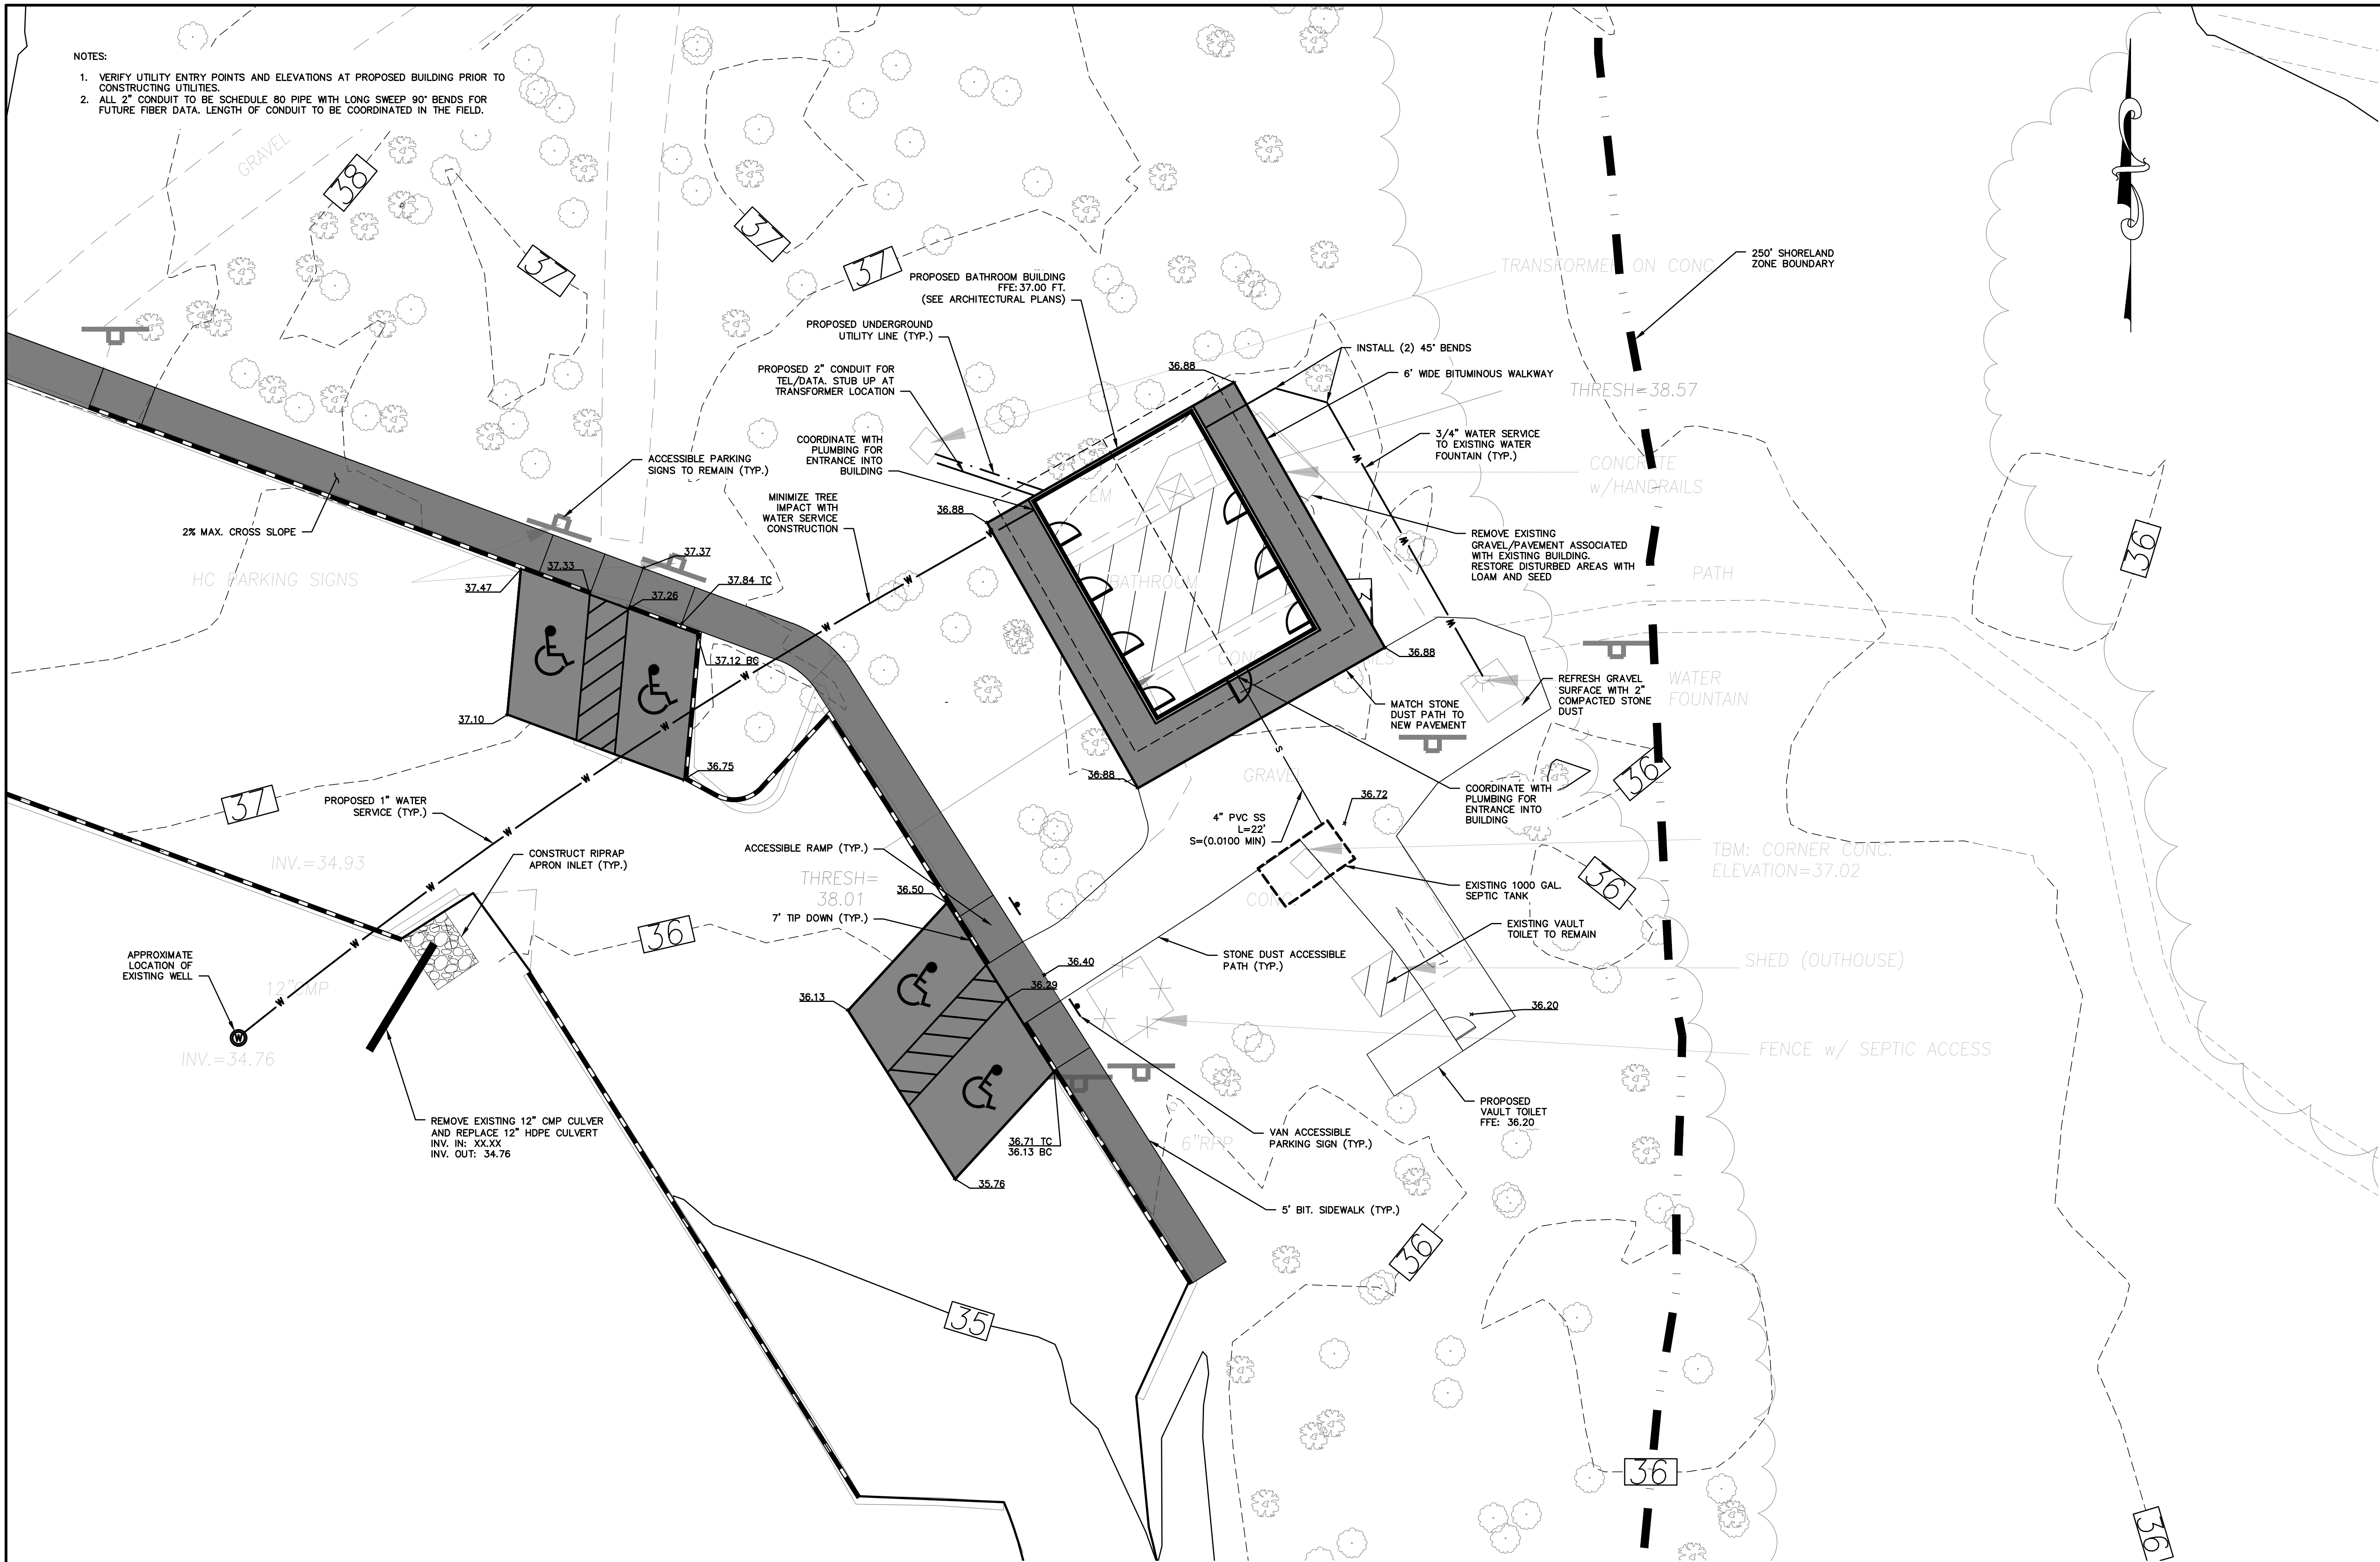 NOTES:
1. VERIFY UTILITY ENTRY POINTS AND ELEVATIONS AT PROPOSED BUILDING PRIOR TO
CONSTRUCTING UTILITIES.
2. ALL 2" CONDUIT TO BE SCHEDULE 80 PIPE WITH LONG SWEEP 90° BENDS FOR
FUTURE FIBER DATA. LENGTH OF CONDUIT TO BE COORDINATED IN THE FIELD.
GRAVEL
38
37
37
37
PROPOSED BATHROOM BUILDING
FFE: 37.00 FT.
(SEE ARCHITECTURAL PLANS)
TRANSFORMER ON CONC.
250' SHORELAND
ZONE BOUNDARY
PROPOSED UNDERGROUND
UTILITY LINE (TYP.)
INSTALL (2) 45° BENDS
36.88
6' WIDE BITUMINOUS WALKWAY
THRESH=38.57
PROPOSED 2" CONDUIT FOR
TEL/DATA. STUB UP AT
TRANSFORMER LOCATION
COORDINATE WITH
PLUMBING FOR
ENTRANCE INTO
BUILDING
3/4" WATER SERVICE
TO EXISTING WATER
FOUNTAIN (TYP.)
CONCRETE
w/HANDRAILS
ACCESSIBLE PARKING
SIGNS TO REMAIN (TYP.)
MINIMIZE TREE
IMPACT WITH
WATER SERVICE
CONSTRUCTION
EM
36.88
2% MAX. CROSS SLOPE
REMOVE EXISTING
GRAVEL/PAVEMENT ASSOCIATED
WITH EXISTING BUILDING.
RESTORE DISTURBED AREAS WITH
LOAM AND SEED
36
HC PARKING SIGNS
37.33
37.37
37.84 TC
37.47
37.26
BATHROOM
PATH
37.12 BC
36.88
WATER
FOUNTAIN
REFRESH GRAVEL
SURFACE WITH 2"
COMPACTED STONE
DUST
37.10
MATCH STONE
DUST PATH TO
NEW PAVEMENT
36.75
36.88
GRAVEL
S
36
37
PROPOSED 1" WATER
SERVICE (TYP.)
COORDINATE WITH
PLUMBING FOR
ENTRANCE INTO
BUILDING
36.72
4" PVC SS
L=22'
S=(0.0100 MIN)
INV.=34.93
CONSTRUCT RIPRAP
APRON INLET (TYP.)
ACCESSIBLE RAMP (TYP.)
THRESH=
38.01
36.50
TBM: CORNER CONC.
ELEVATION=37.02
EXISTING 1000 GAL.
SEPTIC TANK
36
7' TIP DOWN (TYP.)
36
EXISTING VAULT
TOILET TO REMAIN
APPROXIMATE
LOCATION OF
EXISTING WELL
12"CMP
STONE DUST ACCESSIBLE
PATH (TYP.)
SHED (OUTHOUSE)
36.40
36.29
36.13
36.20
W
INV.=34.76
FENCE w/ SEPTIC ACCESS
REMOVE EXISTING 12" CMP CULVER
AND REPLACE 12" HDPE CULVERT
INV. IN: XX.XX
INV. OUT: 34.76
PROPOSED
VAULT TOILET
FFE: 36.20
36.71 TC
36.13 BC
VAN ACCESSIBLE
PARKING SIGN (TYP.)
6"RPP
35.76
5' BIT. SIDEWALK (TYP.)
36
35
36
36